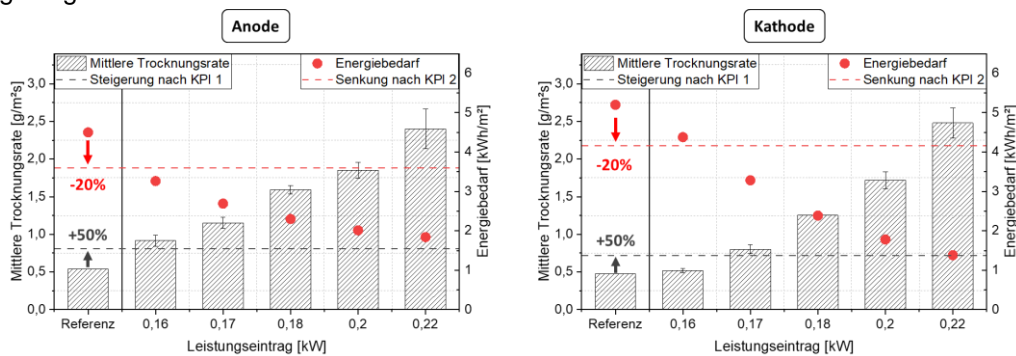 Anode
Mittlere Trocknungsrate
Steigerung nach KPI 1
Energiebedarf
Senkung nach KPI 2
Mittlere Trocknungsrate [g/m²s]
3,0
2,5
2,0
1,5
1,0
0,5
0,0
-20%
+50%
6
5
4
3
2
1
0
Energiebedarf [kWh/m²]
Referenz 0,16 0,17 0,18 0,2 0,22
Leistungseintrag [kW]
Kathode
Mittlere Trocknungsrate
Steigerung nach KPI 1
Energiebedarf
Senkung nach KPI 2
Mittlere Trocknungsrate [g/m²s]
3,0
2,5
2,0
1,5
1,0
0,5
0,0
-20%
+50%
6
5
4
3
2
1
0
Energiebedarf [kWh/m²]
Referenz 0,16 0,17 0,18 0,2 0,22
Leistungseintrag [kW]